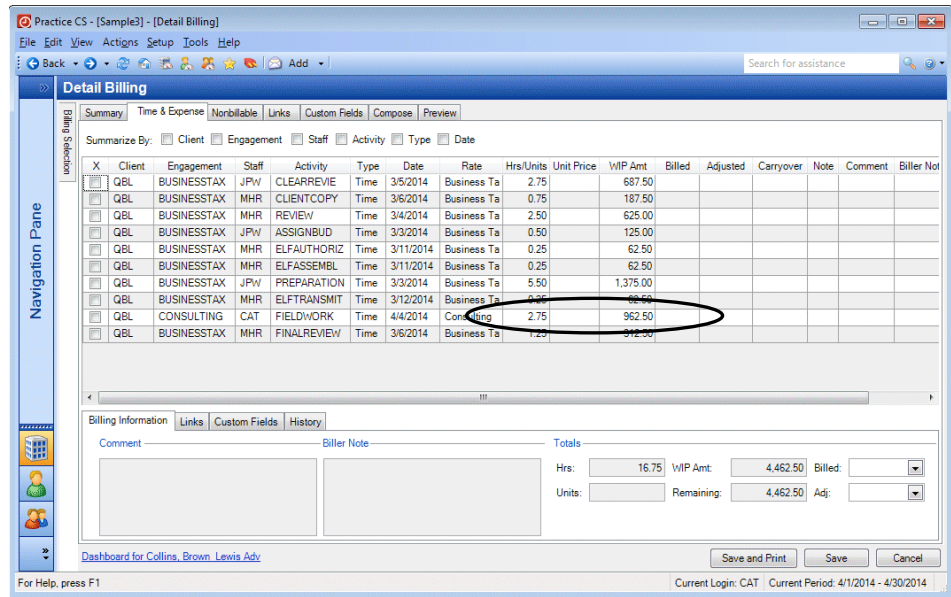 Practice CS - [Sample3] - [Detail Billing]
File Edit View Actions Setup Tools Help
Back Add Search for assistance
Detail Billing
Navigation Pane
Billing Selection
Summary Time & Expense Nonbillable Links Custom Fields Compose Preview
Summarize By: Client Engagement Staff Activity Type Date
X Client Engagement Staff Activity Type Date Rate Hrs/Units Unit Price WIP Amt Billed Adjusted Carryover Note Comment Biller Not
QBL BUSINESSTAX JPW CLEARREVIE Time 3/5/2014 Business Ta 2.75 687.50
QBL BUSINESSTAX MHR CLIENTCOPY Time 3/6/2014 Business Ta 0.75 187.50
QBL BUSINESSTAX MHR REVIEW Time 3/4/2014 Business Ta 2.50 625.00
QBL BUSINESSTAX JPW ASSIGNBUD Time 3/3/2014 Business Ta 0.50 125.00
QBL BUSINESSTAX MHR ELFAUTHORIZ Time 3/11/2014 Business Ta 0.25 62.50
QBL BUSINESSTAX MHR ELFASSEMBL Time 3/11/2014 Business Ta 0.25 62.50
QBL BUSINESSTAX JPW PREPARATION Time 3/3/2014 Business Ta 5.50 1,375.00
QBL BUSINESSTAX MHR ELFTRANSMIT Time 3/12/2014 Business Ta 0.25 62.50
QBL CONSULTING CAT FIELDWORK Time 4/4/2014 Consulting 2.75 962.50
QBL BUSINESSTAX MHR FINALREVIEW Time 3/6/2014 Business Ta 1.25 312.50
Billing Information Links Custom Fields History
Comment Biller Note Totals
Hrs: 16.75 WIP Amt: 4,462.50 Billed:
Units: Remaining: 4,462.50 Adj:
Dashboard for Collins, Brown Lewis Adv Save and Print Save Cancel
For Help, press F1 Current Login: CAT Current Period: 4/1/2014 - 4/30/2014